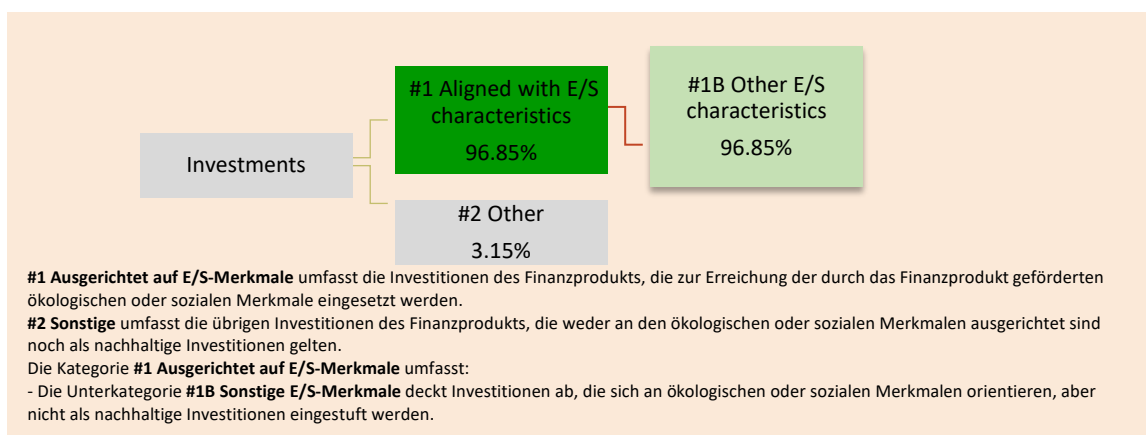 #1 Aligned with E/S
characteristics
96.85%
#1B Other E/S
characteristics
96.85%
Investments
#2 Other
3.15%
#1 Ausgerichtet auf E/S-Merkmale umfasst die Investitionen des Finanzprodukts, die zur Erreichung der durch das Finanzprodukt geförderten
ökologischen oder sozialen Merkmale eingesetzt werden.
#2 Sonstige umfasst die übrigen Investitionen des Finanzprodukts, die weder an den ökologischen oder sozialen Merkmalen ausgerichtet sind
noch als nachhaltige Investitionen gelten.
Die Kategorie #1 Ausgerichtet auf E/S-Merkmale umfasst:
- Die Unterkategorie #1B Sonstige E/S-Merkmale deckt Investitionen ab, die sich an ökologischen oder sozialen Merkmalen orientieren, aber
nicht als nachhaltige Investitionen eingestuft werden.